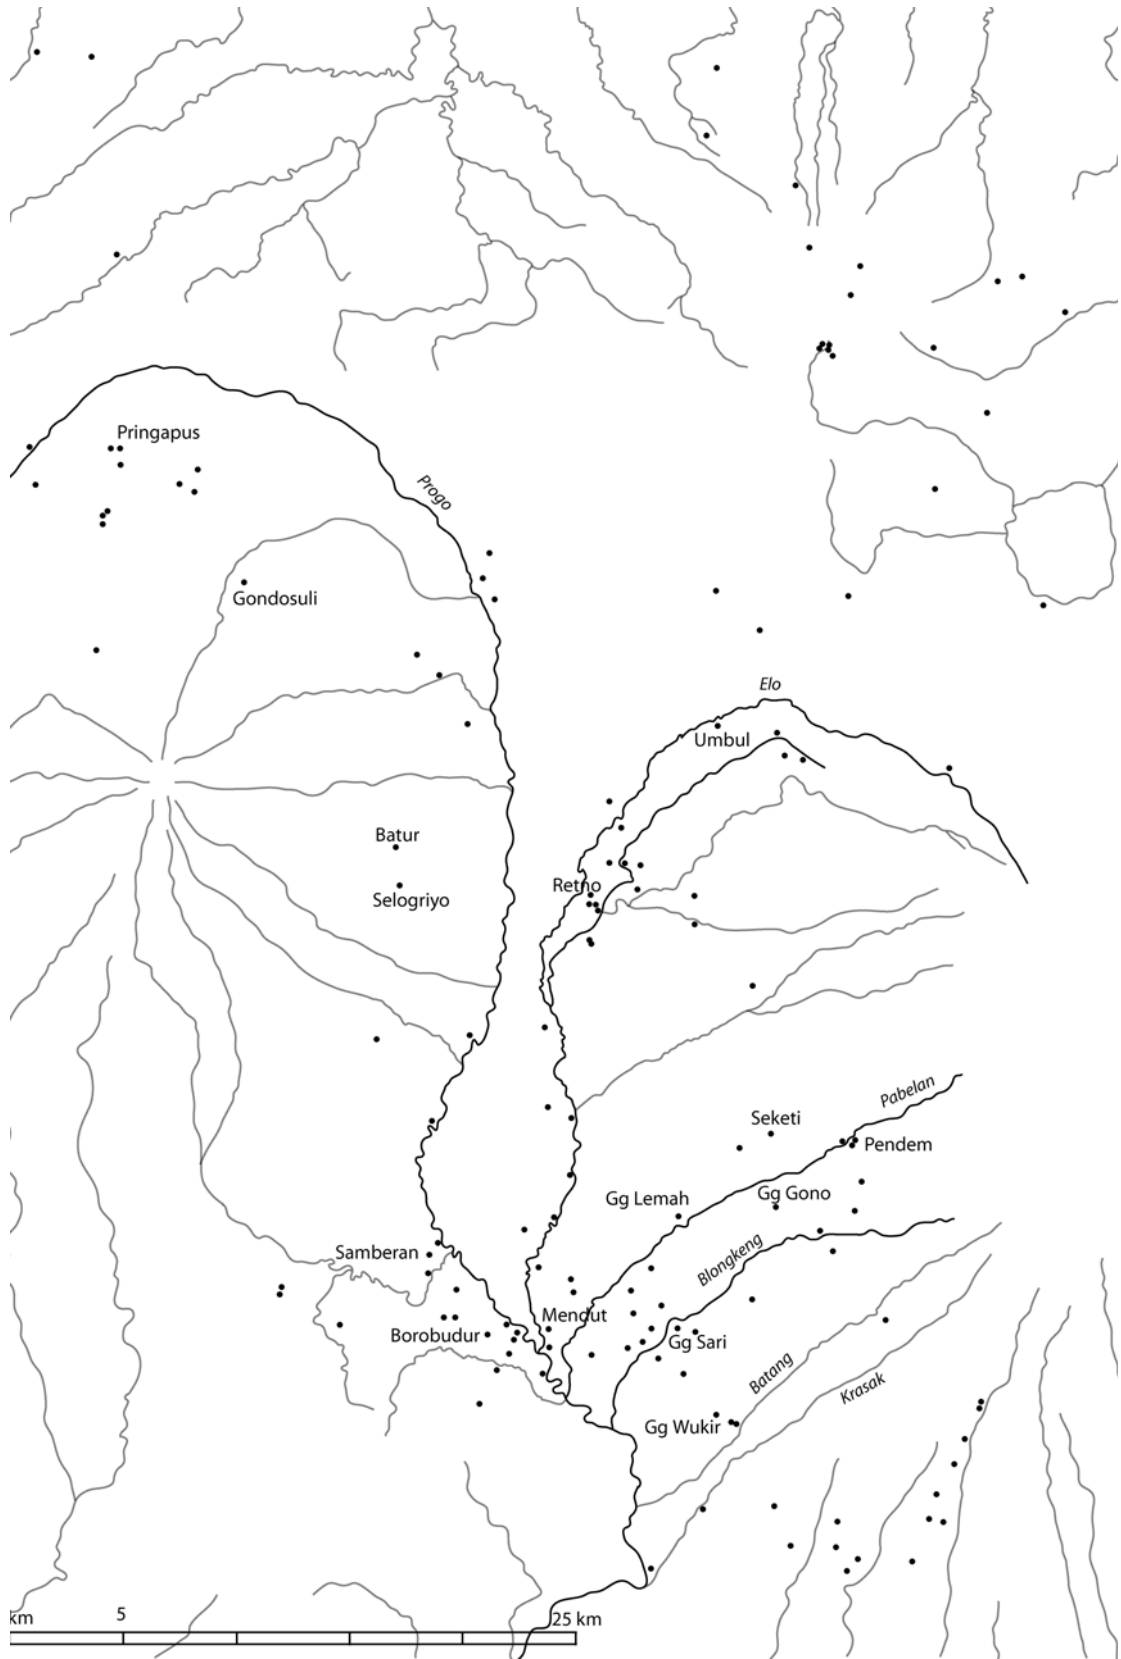 Pringapus
Progo
Gondosuli
Elo
Umbul
Batur
Retno
Selogriyo
Pabelan
Seketi
Pendem
Gg Lemah
Gg Gono
Samberan
Blongkeng
Mendut
Borobudur
Gg Sari
Batang
Krasak
Gg Wukir
km
5
25 km